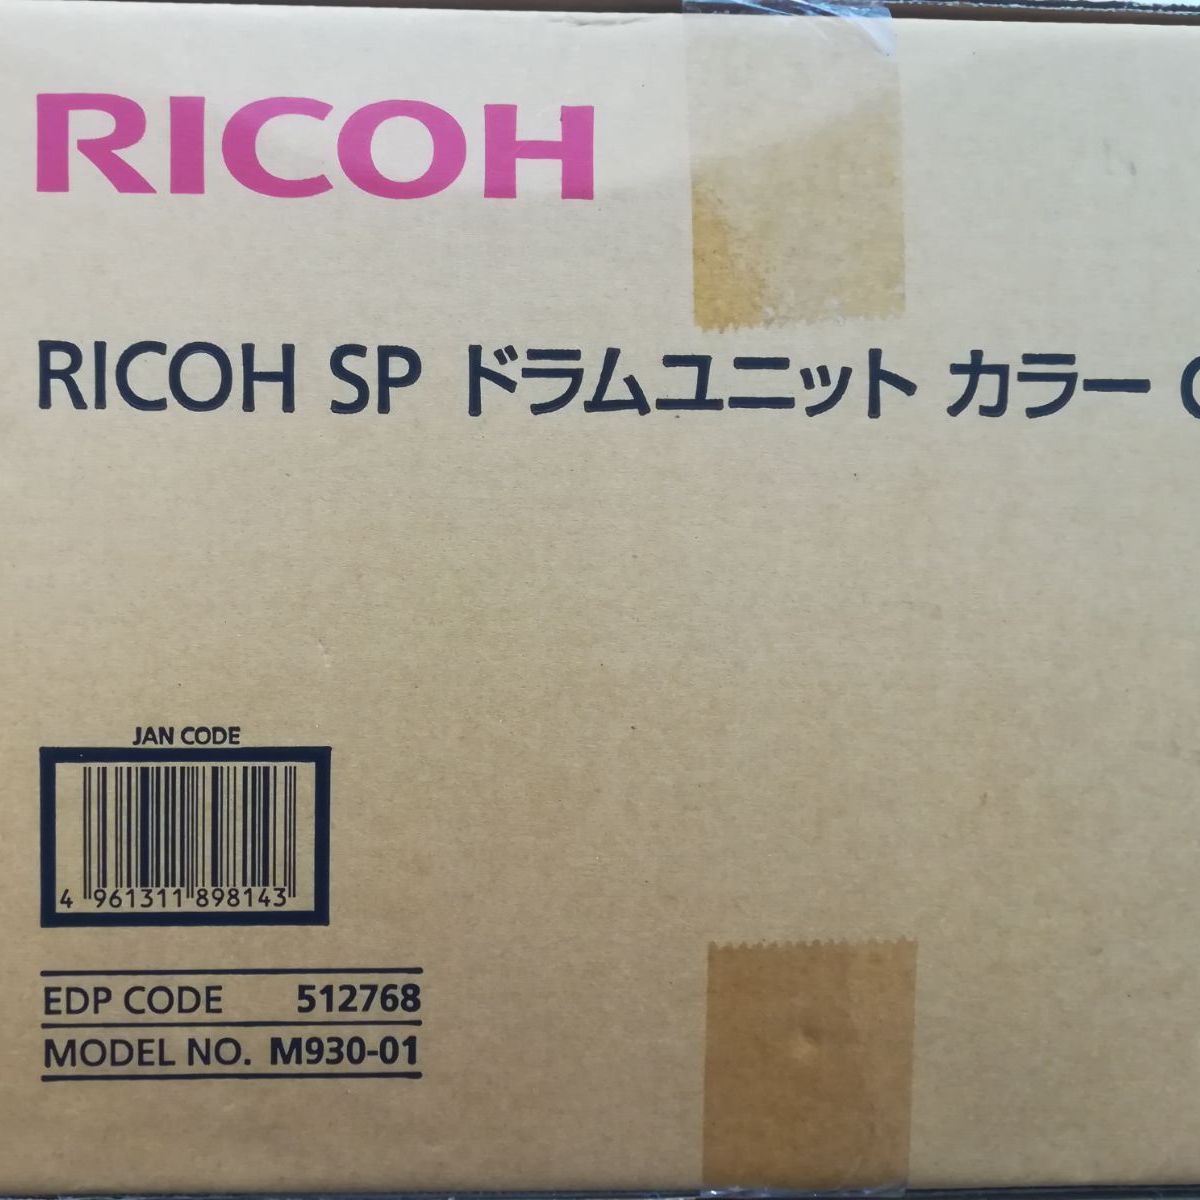 RICOH
RICOH SP ドラムユニット カラー
JAN CODE
4 961311 898143
EDP CODE 512768
MODEL NO. M930-01